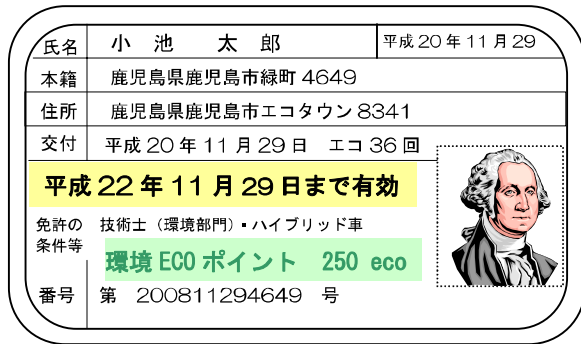 氏名 小 池 太 郎 平成20年11月29
本籍 鹿児島県鹿児島市緑町4649
住所 鹿児島県鹿児島市エコタウン8341
交付 平成20年11月29日 エコ36回
平成22年11月29日まで有効
免許の 技術士（環境部門）・ハイブリッド車
条件等
環境ECOポイント 250 eco
番号 第 200811294649 号